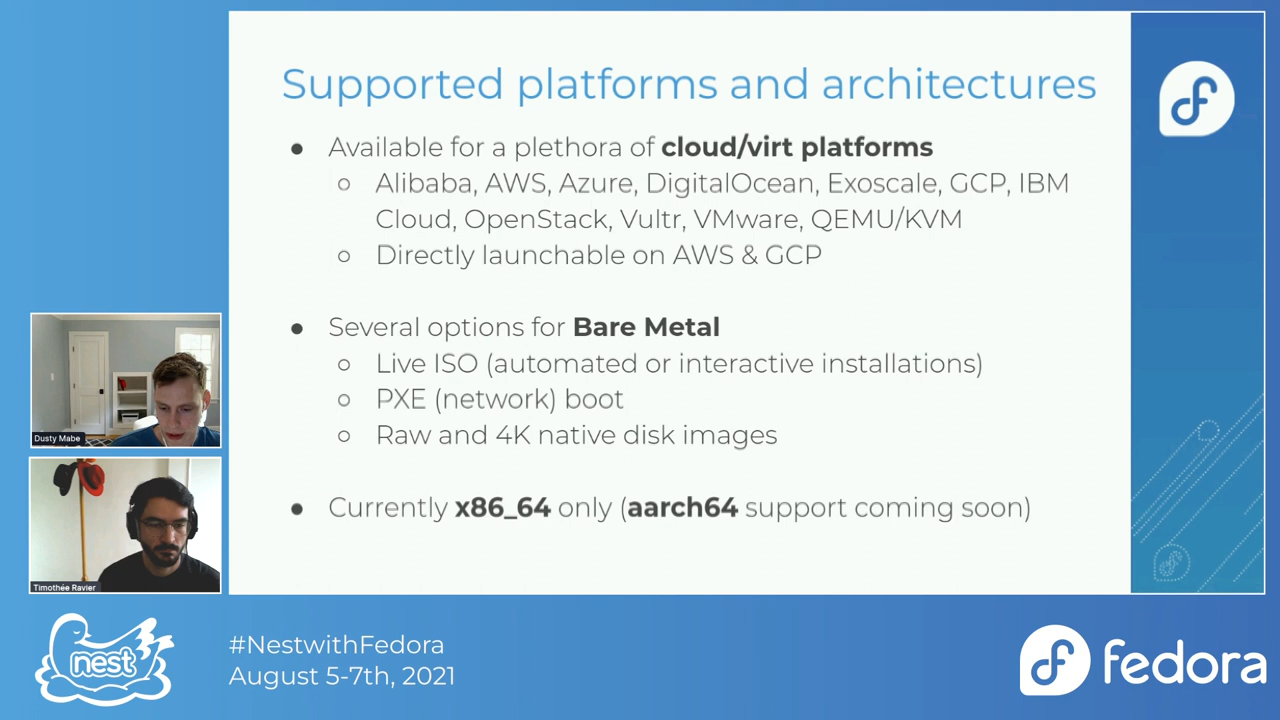 Supported platforms and architectures
● Available for a plethora of cloud/virt platforms
○ Alibaba, AWS, Azure, DigitalOcean, Exoscale, GCP, IBM
Cloud, OpenStack, Vultr, VMware, QEMU/KVM
○ Directly launchable on AWS & GCP
● Several options for Bare Metal
○ Live ISO (automated or interactive installations)
○ PXE (network) boot
○ Raw and 4K native disk images
● Currently x86_64 only (aarch64 support coming soon)
Dusty Mabe
Timothée Ravier
nest
#NestwithFedora
August 5-7th, 2021
fedora